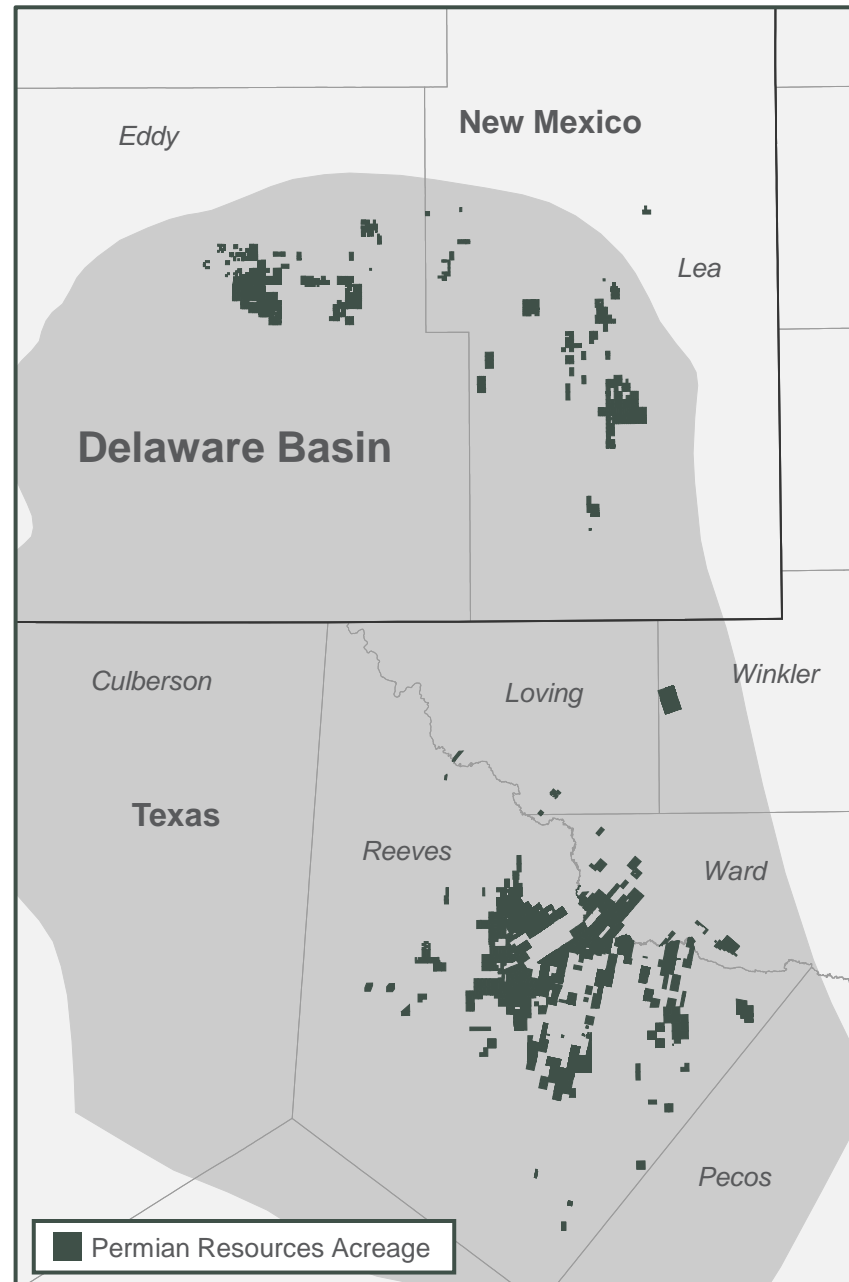 New Mexico
Eddy
Lea
Delaware Basin
Culberson
Loving
Winkler
Texas
Reeves
Ward
Pecos
Permian Resources Acreage